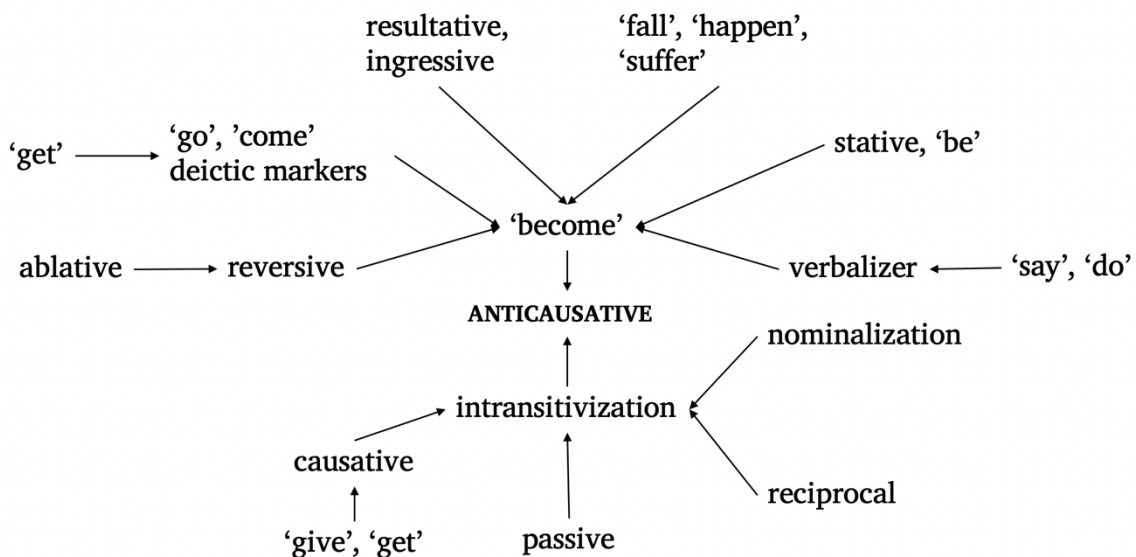 resultative,
ingressive
‘fall’, ‘happen’,
‘suffer’
‘get’
‘go’, ’come’
deictic markers
stative, ‘be’
‘become’
ablative
reversive
verbalizer
‘say’, ‘do’
ANTICAUSATIVE
nominalization
intransitivization
causative
reciprocal
‘give’, ‘get’
passive